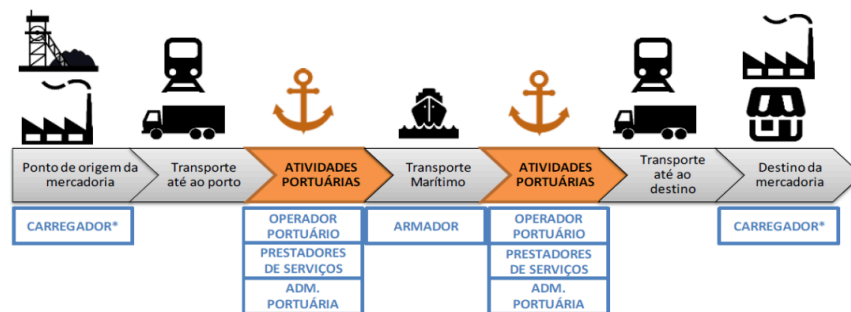 Ponto de origem da
mercadoria
Transporte
até ao porto
ATIVIDADES
PORTUÁRIAS
Transporte
Marítimo
ATIVIDADES
PORTUÁRIAS
Transporte
até ao
destino
Destino da
mercadoria
CARREGADOR*
OPERADOR
PORTUÁRIO
PRESTADORES
DE SERVIÇOS
ADM.
PORTUÁRIA
ARMADOR
OPERADOR
PORTUÁRIO
PRESTADORES
DE SERVIÇOS
ADM.
PORTUÁRIA
CARREGADOR*